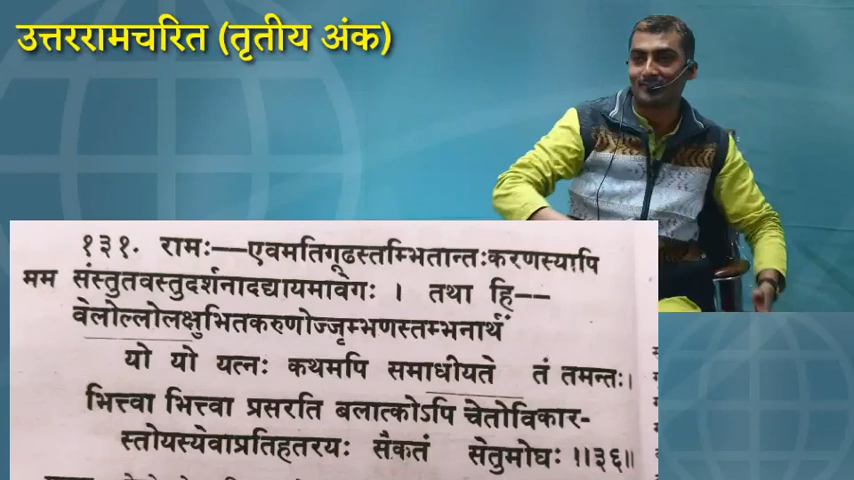 उत्तररामचरित (तृतीय अंक)
१३१. रामः––एवमतिगूढस्तम्भितान्तःकरणस्यापि
मम संस्तुतवस्तुदर्शनादद्यायमावेगः । तथा हि––
वेलोल्लोलक्षुभितकरुणोज्जृम्भणस्तम्भनार्थं
यो यो यत्नः कथमपि समाधीयते तं तमन्तः।
भित्त्वा भित्त्वा प्रसरति बलात्कोऽपि चेतोविकार-
स्तोयस्येवाप्रतिहतरयः सैकतं सेतुमोघः ।।३६॥